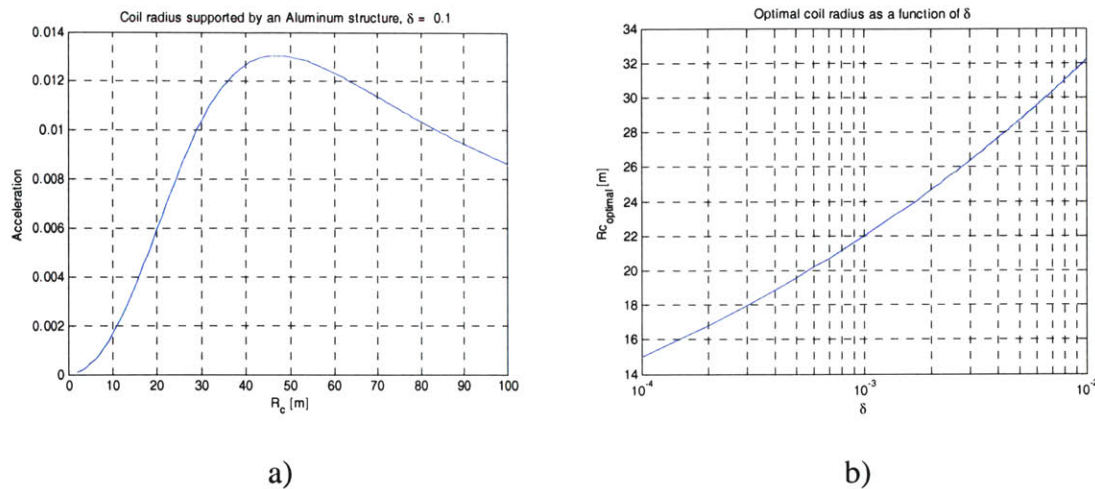 Coil radius supported by an Aluminum structure, δ = 0.1
0.014
0.012
0.01
0.008
0.006
0.004
0.002
0
Acceleration
0 10 20 30 40 50 60 70 80 90 100
R_c [m]
a)
Optimal coil radius as a function of δ
34
32
30
28
26
24
22
20
18
16
14
Rc_optimal [m]
10^-4 10^-3 10^-2
δ
b)